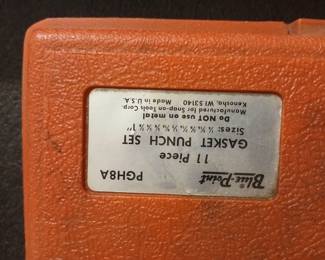 Blue-Point PGH8A
11 Piece
GASKET PUNCH SET
Sizes:
Do NOT use on metal
Manufactured for Snap-on Tools Corp.
Kenosha, WI 53140 Made in U.S.A.